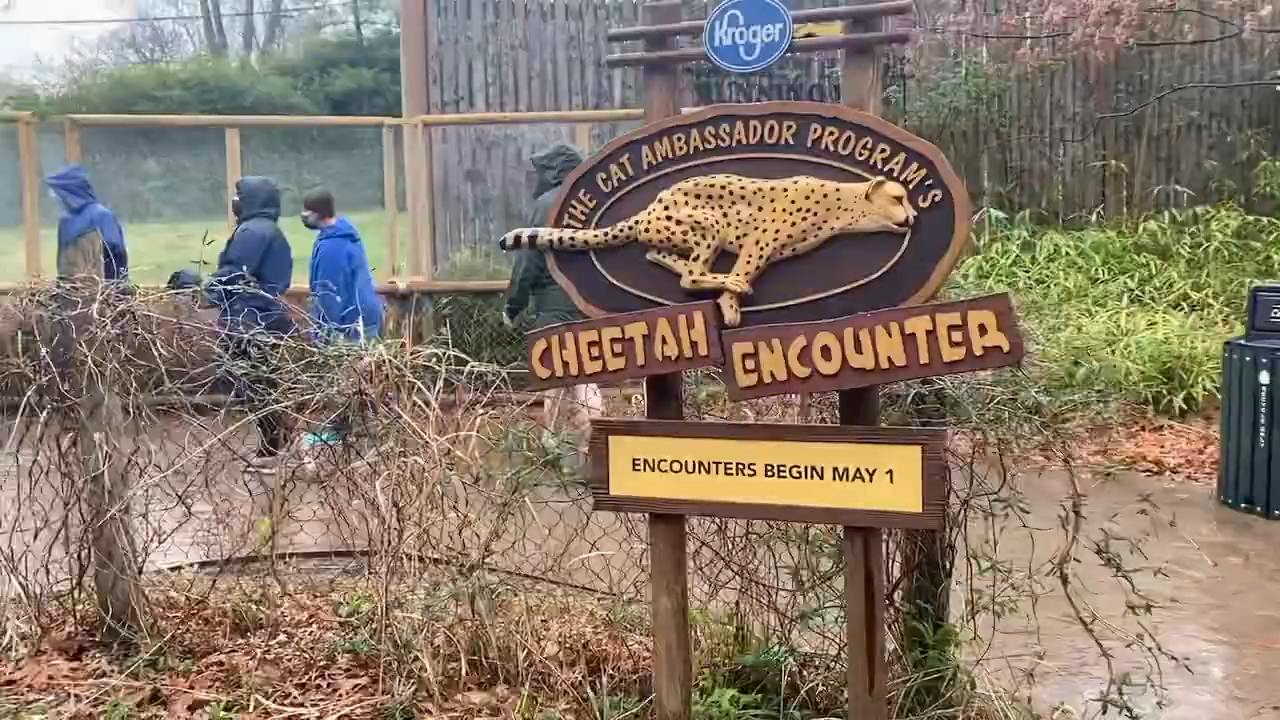 Kroger
THE CAT AMBASSADOR PROGRAM'S
CHEETAH
ENCOUNTER
ENCOUNTERS BEGIN MAY 1